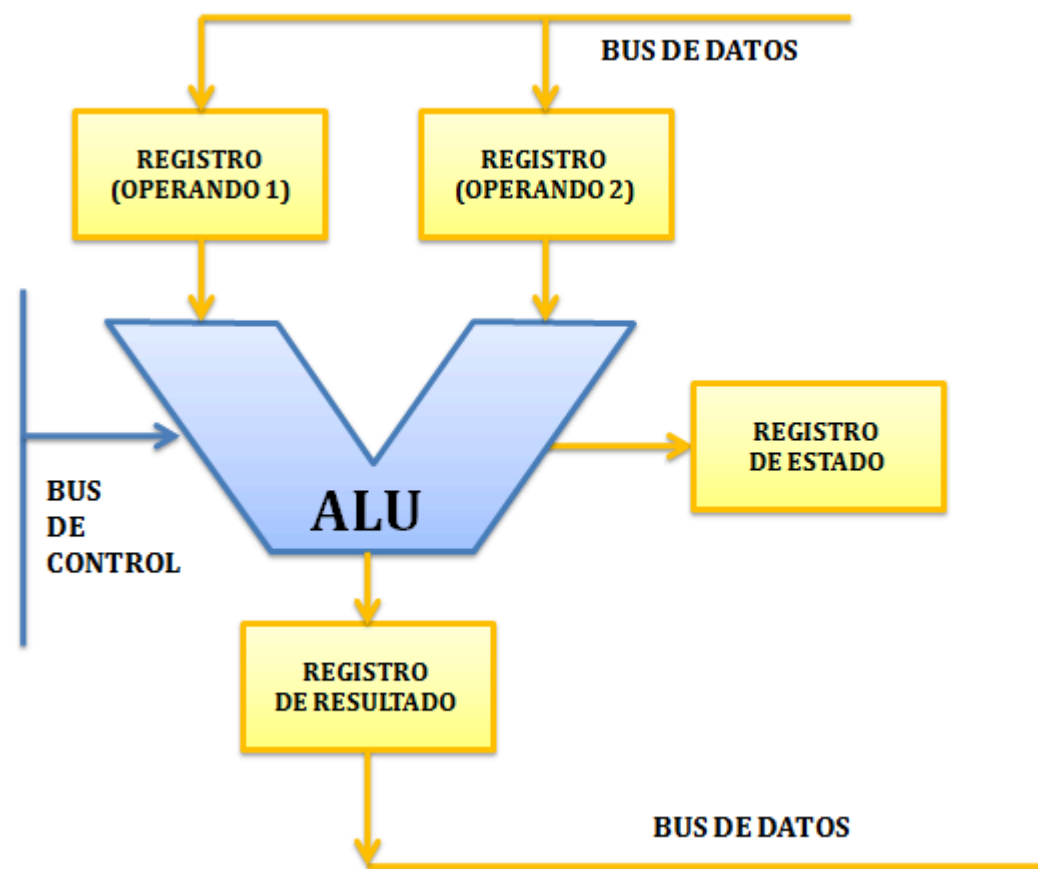 BUS DE DATOS
REGISTRO
(OPERANDO 1)
REGISTRO
(OPERANDO 2)
REGISTRO
DE ESTADO
BUS
DE
CONTROL
ALU
REGISTRO
DE RESULTADO
BUS DE DATOS